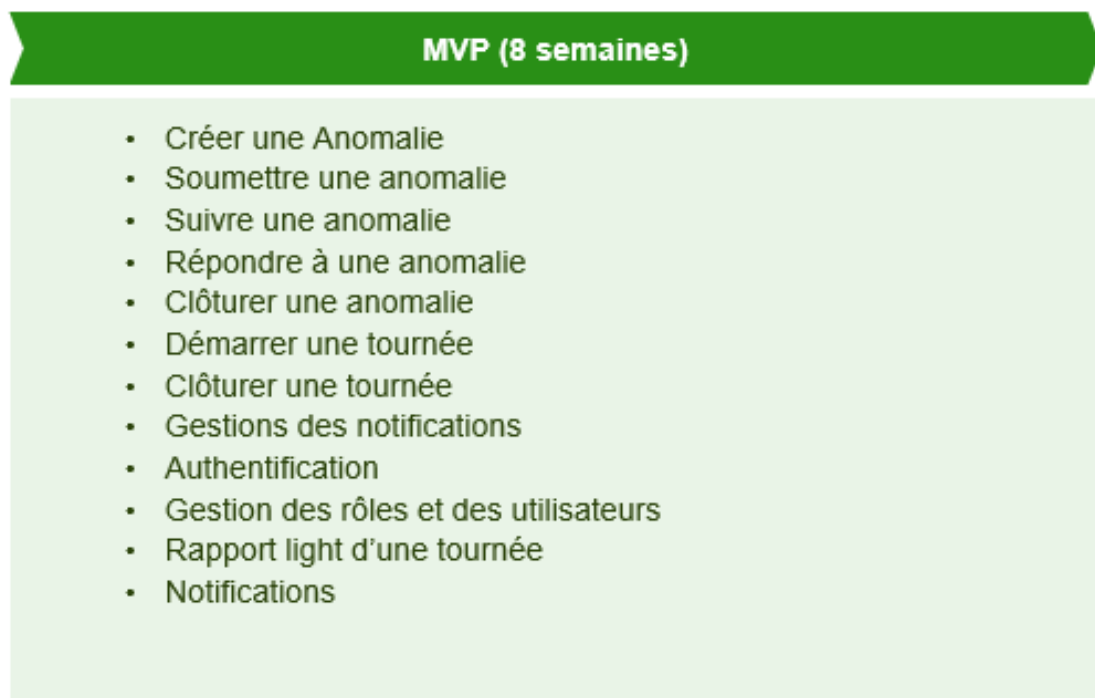 MVP (8 semaines)
• Créer une Anomalie
• Soumettre une anomalie
• Suivre une anomalie
• Répondre à une anomalie
• Clôturer une anomalie
• Démarrer une tournée
• Clôturer une tournée
• Gestions des notifications
• Authentification
• Gestion des rôles et des utilisateurs
• Rapport light d’une tournée
• Notifications